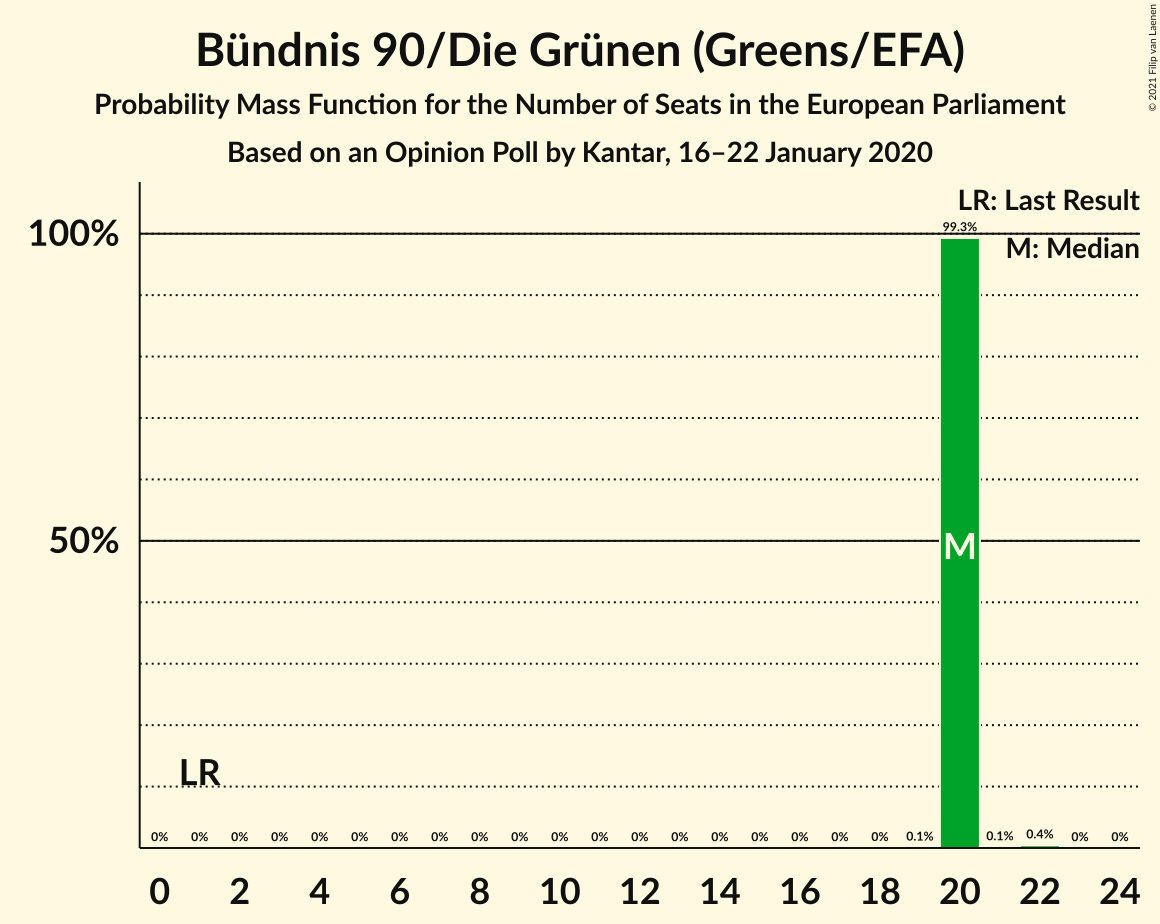 Bündnis 90/Die Grünen (Greens/EFA)
Probability Mass Function for the Number of Seats in the European Parliament
Based on an Opinion Poll by Kantar, 16–22 January 2020
© 2021 Filip van Laenen
LR: Last Result
M: Median
100%
50%
99.3%
M
LR
0% 0% 0% 0% 0% 0% 0% 0% 0% 0% 0% 0% 0% 0% 0% 0% 0% 0% 0% 0.1% 0.1% 0.4% 0% 0%
0 2 4 6 8 10 12 14 16 18 20 22 24